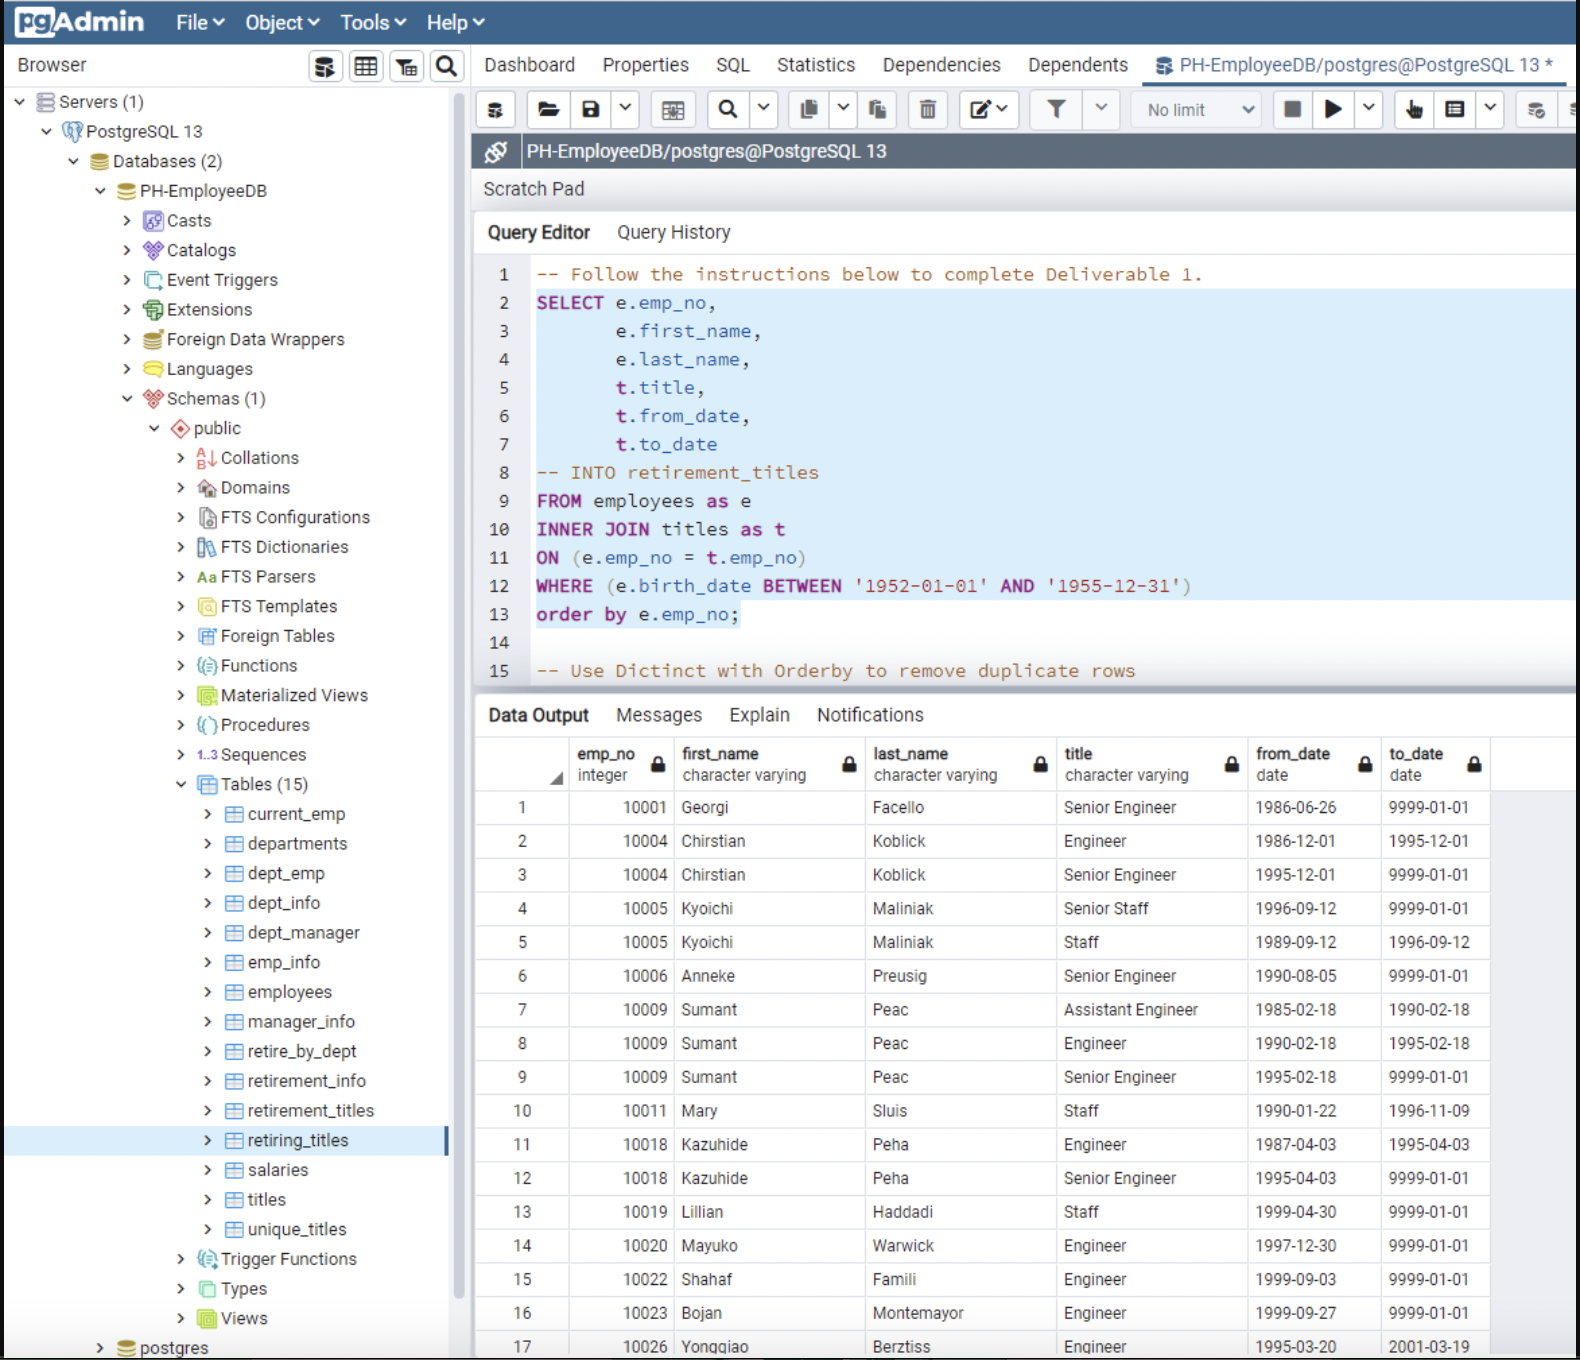 pgAdmin File Object Tools Help
Browser
Dashboard Properties SQL Statistics Dependencies Dependents PH-EmployeeDB/postgres@PostgreSQL 13 *
No limit
Servers (1)
PostgreSQL 13
Databases (2)
PH-EmployeeDB
Casts
Catalogs
Event Triggers
Extensions
Foreign Data Wrappers
Languages
Schemas (1)
public
Collations
Domains
FTS Configurations
FTS Dictionaries
Aa FTS Parsers
FTS Templates
Foreign Tables
Functions
Materialized Views
Procedures
1..3 Sequences
Tables (15)
current_emp
departments
dept_emp
dept_info
dept_manager
emp_info
employees
manager_info
retire_by_dept
retirement_info
retirement_titles
retiring_titles
salaries
titles
unique_titles
Trigger Functions
Types
Views
postgres
PH-EmployeeDB/postgres@PostgreSQL 13
Scratch Pad
Query Editor Query History
1 -- Follow the instructions below to complete Deliverable 1.
2 SELECT e.emp_no,
3 e.first_name,
4 e.last_name,
5 t.title,
6 t.from_date,
7 t.to_date
8 -- INTO retirement_titles
9 FROM employees as e
10 INNER JOIN titles as t
11 ON (e.emp_no = t.emp_no)
12 WHERE (e.birth_date BETWEEN '1952-01-01' AND '1955-12-31')
13 order by e.emp_no;
14
15 -- Use Dictinct with Orderby to remove duplicate rows
Data Output Messages Explain Notifications
emp_no first_name last_name title from_date to_date
integer character varying character varying character varying date date
1 10001 Georgi Facello Senior Engineer 1986-06-26 9999-01-01
2 10004 Chirstian Koblick Engineer 1986-12-01 1995-12-01
3 10004 Chirstian Koblick Senior Engineer 1995-12-01 9999-01-01
4 10005 Kyoichi Maliniak Senior Staff 1996-09-12 9999-01-01
5 10005 Kyoichi Maliniak Staff 1989-09-12 1996-09-12
6 10006 Anneke Preusig Senior Engineer 1990-08-05 9999-01-01
7 10009 Sumant Peac Assistant Engineer 1985-02-18 1990-02-18
8 10009 Sumant Peac Engineer 1990-02-18 1995-02-18
9 10009 Sumant Peac Senior Engineer 1995-02-18 9999-01-01
10 10011 Mary Sluis Staff 1990-01-22 1996-11-09
11 10018 Kazuhide Peha Engineer 1987-04-03 1995-04-03
12 10018 Kazuhide Peha Senior Engineer 1995-04-03 9999-01-01
13 10019 Lillian Haddadi Staff 1999-04-30 9999-01-01
14 10020 Mayuko Warwick Engineer 1997-12-30 9999-01-01
15 10022 Shahaf Famili Engineer 1999-09-03 9999-01-01
16 10023 Bojan Montemayor Engineer 1999-09-27 9999-01-01
17 10026 Yongqiao Berztiss Engineer 1995-03-20 2001-03-19